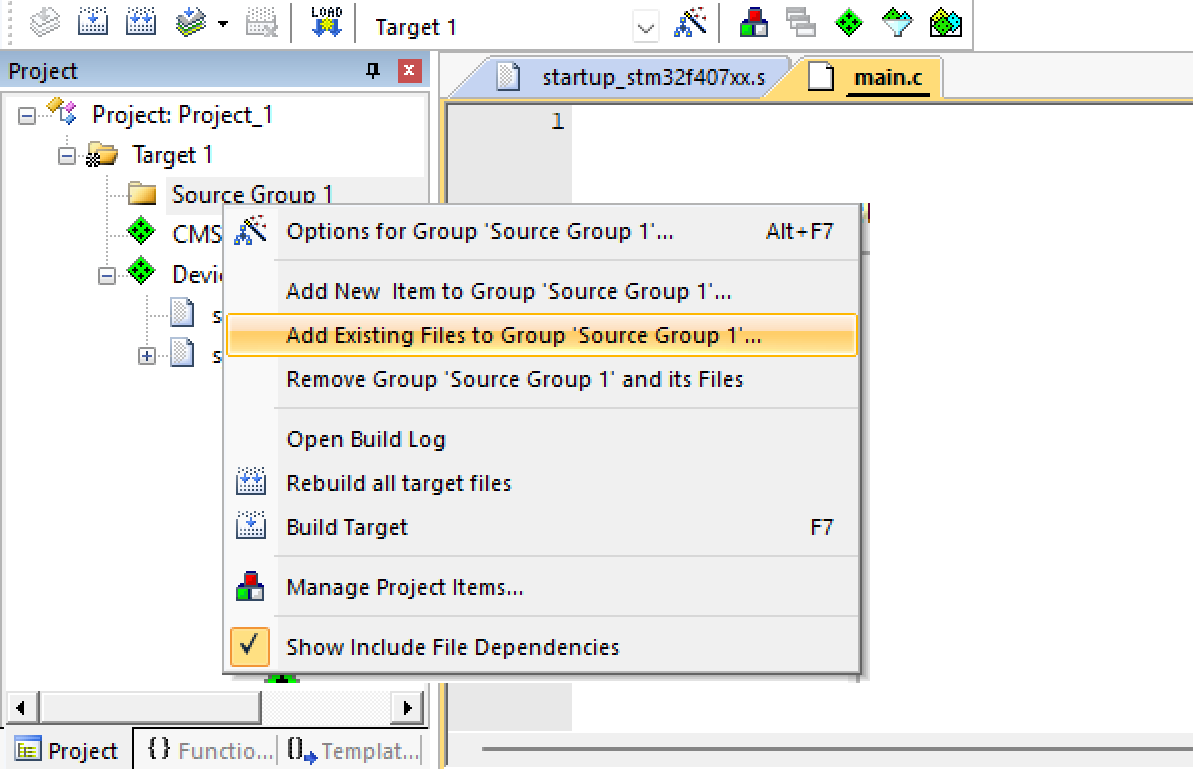 LOAD
Target 1
Project
startup_stm32f407xx.s
main.c
Project: Project_1
1
Target 1
Source Group 1
CMS
Options for Group 'Source Group 1'... Alt+F7
Devi
Add New Item to Group 'Source Group 1'...
s
Add Existing Files to Group 'Source Group 1'...
s
Remove Group 'Source Group 1' and its Files
Open Build Log
Rebuild all target files
Build Target F7
Manage Project Items...
Show Include File Dependencies
Project {} Functio... Templat...